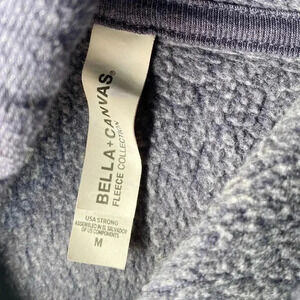 BELLA+CANVAS®
FLEECE COLLECTION
USA STRONG
ASSEMBLED IN EL SALVADOR
OF US COMPONENTS
M